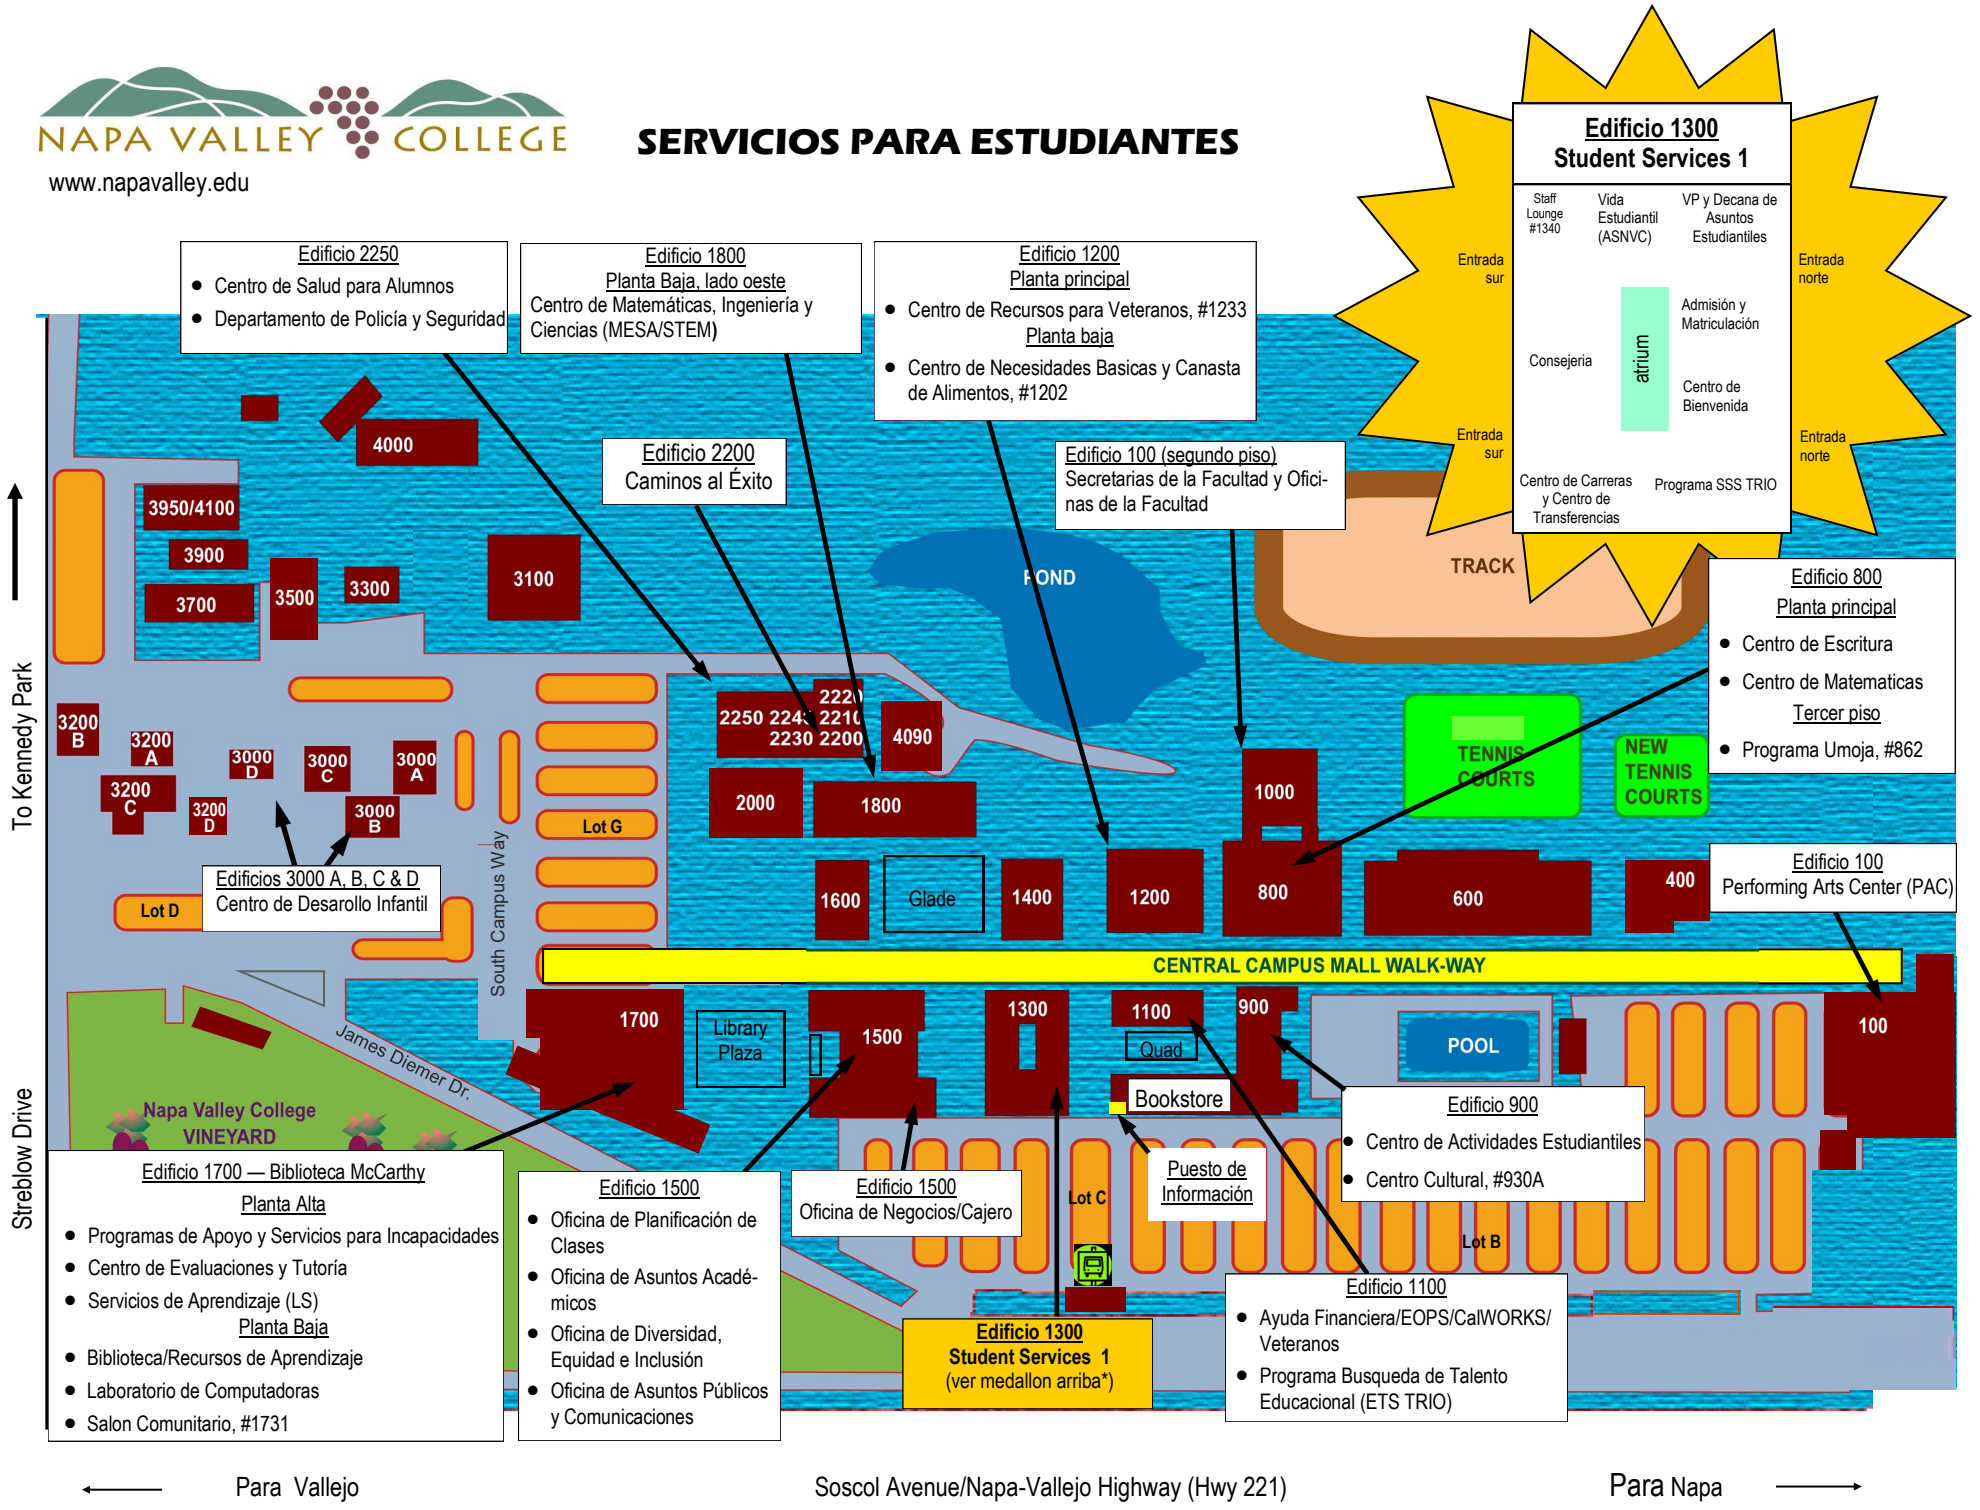 NAPA VALLEY COLLEGE
www.napavalley.edu
SERVICIOS PARA ESTUDIANTES
Edificio 1300
Student Services 1
Staff
Lounge
#1340
Vida
Estudiantil
(ASNVC)
VP y Decana de
Asuntos
Estudiantiles
Entrada
sur
Entrada
norte
Admisión y
Matriculación
atrium
Consejeria
Centro de
Bienvenida
Entrada
sur
Entrada
norte
Centro de Carreras
y Centro de
Transferencias
Programa SSS TRIO
Edificio 2250
● Centro de Salud para Alumnos
● Departamento de Policía y Seguridad
Edificio 1800
Planta Baja, lado oeste
Centro de Matemáticas, Ingeniería y
Ciencias (MESA/STEM)
Edificio 1200
Planta principal
● Centro de Recursos para Veteranos, #1233
Planta baja
● Centro de Necesidades Basicas y Canasta
de Alimentos, #1202
Edificio 2200
Caminos al Éxito
Edificio 100 (segundo piso)
Secretarias de la Facultad y Ofici-
nas de la Facultad
Edificio 800
Planta principal
● Centro de Escritura
● Centro de Matematicas
Tercer piso
● Programa Umoja, #862
4000
3950/4100
3900
3700
3500
3300
3100
POND
TRACK
To Kennedy Park
Streblow Drive
3200
B
3200
A
3200
C
3200
D
3000
D
3000
C
3000
A
3000
B
2220
2250 2245 2210
2230 2200
4090
2000
1800
1000
TENNIS
COURTS
NEW
TENNIS
COURTS
Lot G
South Campus Way
Edificios 3000 A, B, C & D
Centro de Desarollo Infantil
Lot D
1600
Glade
1400
1200
800
600
400
Edificio 100
Performing Arts Center (PAC)
CENTRAL CAMPUS MALL WALK-WAY
1700
Library
Plaza
1500
1300
1100
Quad
900
POOL
100
Bookstore
James Diemer Dr.
Napa Valley College
VINEYARD
Edificio 900
● Centro de Actividades Estudiantiles
● Centro Cultural, #930A
Puesto de
Información
Lot C
Lot B
Edificio 1700 — Biblioteca McCarthy
Planta Alta
● Programas de Apoyo y Servicios para Incapacidades
● Centro de Evaluaciones y Tutoría
● Servicios de Aprendizaje (LS)
Planta Baja
● Biblioteca/Recursos de Aprendizaje
● Laboratorio de Computadoras
● Salon Comunitario, #1731
Edificio 1500
● Oficina de Planificación de
Clases
● Oficina de Asuntos Acadé-
micos
● Oficina de Diversidad,
Equidad e Inclusión
● Oficina de Asuntos Públicos
y Comunicaciones
Edificio 1500
Oficina de Negocios/Cajero
Edificio 1300
Student Services 1
(ver medallon arriba*)
Edificio 1100
● Ayuda Financiera/EOPS/CalWORKS/
Veteranos
● Programa Busqueda de Talento
Educacional (ETS TRIO)
Para Vallejo
Soscol Avenue/Napa-Vallejo Highway (Hwy 221)
Para Napa